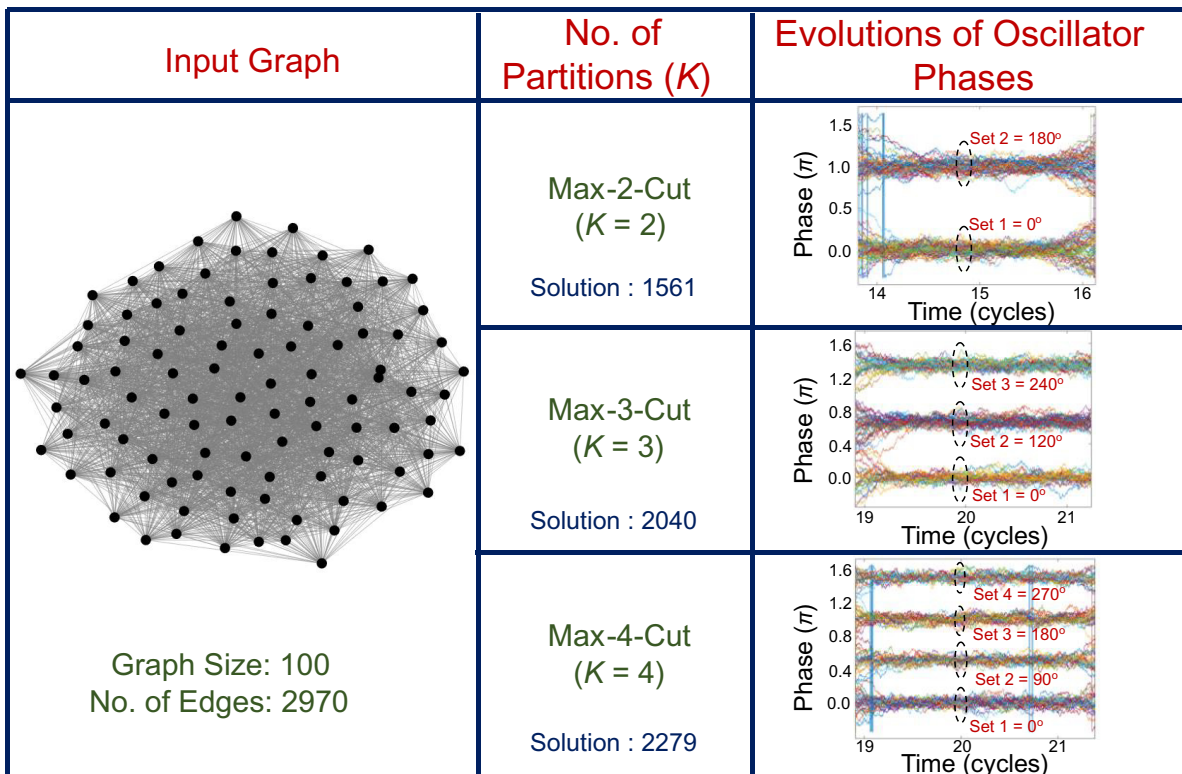 Input Graph
No. of
Partitions (K)
Evolutions of Oscillator
Phases
Graph Size: 100
No. of Edges: 2970
Max-2-Cut
(K = 2)
Solution : 1561
Phase (π)
1.5
1.0
0.5
0.0
Set 2 = 180°
Set 1 = 0°
14 15 16
Time (cycles)
Max-3-Cut
(K = 3)
Solution : 2040
Phase (π)
1.6
1.2
0.8
0.4
0.0
Set 3 = 240°
Set 2 = 120°
Set 1 = 0°
19 20 21
Time (cycles)
Max-4-Cut
(K = 4)
Solution : 2279
Phase (π)
1.6
1.2
0.8
0.4
0.0
Set 4 = 270°
Set 3 = 180°
Set 2 = 90°
Set 1 = 0°
19 20 21
Time (cycles)